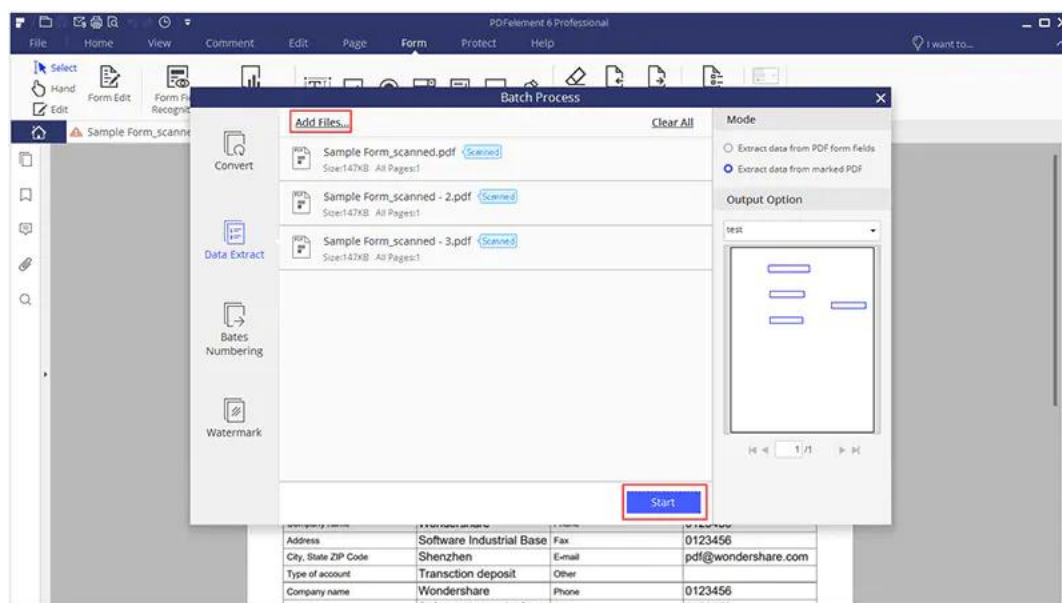 PDFelement 6 Professional
File Home View Comment Edit Page Form Protect Help I want to...
Select
Hand
Edit
Form Edit
Form Fi
Recognit
Batch Process
Sample Form_scanne
Convert
Data Extract
Bates
Numbering
Watermark
Add Files... Clear All
Sample Form_scanned.pdf Scanned
Size:147KB All Pages:1
Sample Form_scanned - 2.pdf Scanned
Size:147KB All Pages:1
Sample Form_scanned - 3.pdf Scanned
Size:147KB All Pages:1
Start
Mode
Extract data from PDF form fields
Extract data from marked PDF
Output Option
test
1 /1
Address Software Industrial Base Fax 0123456
City, State ZIP Code Shenzhen E-mail pdf@wondershare.com
Type of account Transction deposit Other
Company name Wondershare Phone 0123456